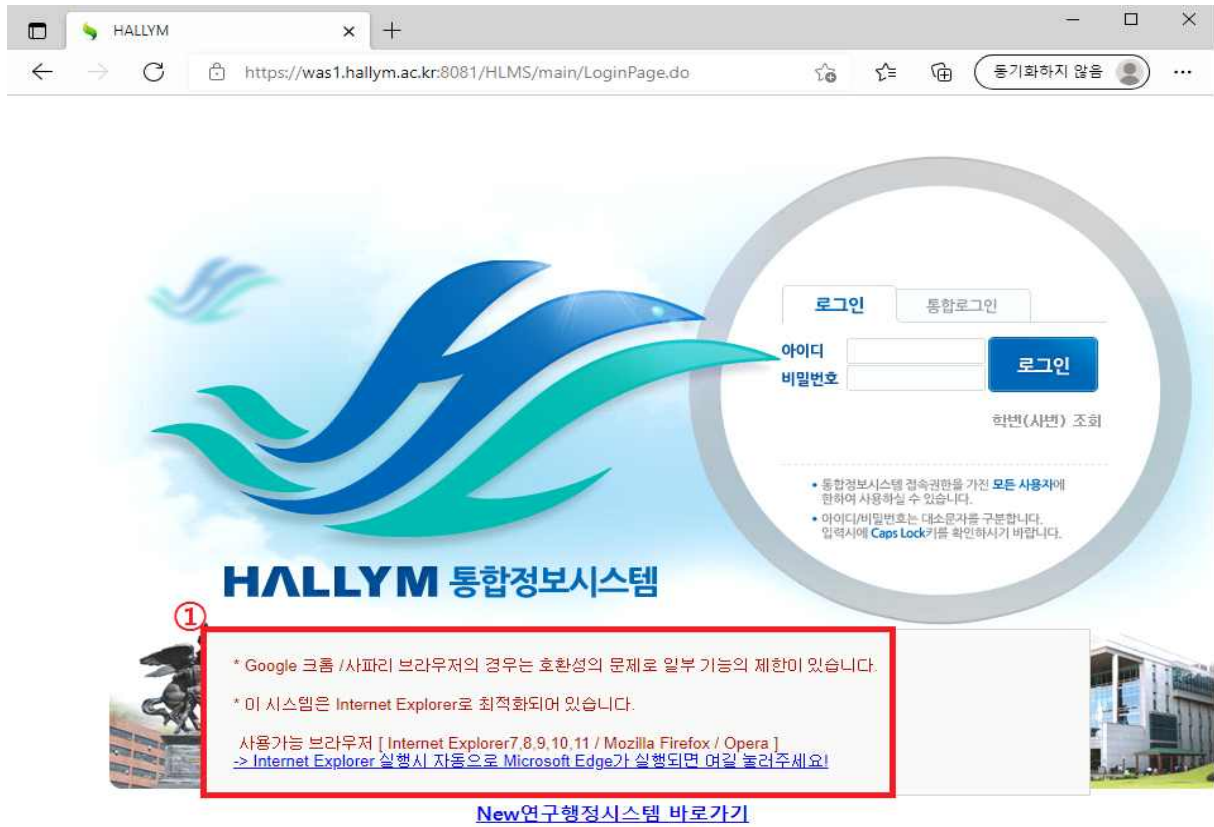 HALLYM
https://was1.hallym.ac.kr:8081/HLMS/main/LoginPage.do
동기화하지 않음
로그인
통합로그인
아이디
비밀번호
로그인
학번(사번) 조회
• 통합정보시스템 접속권한을 가진 모든 사용자에
한하여 사용하실 수 있습니다.
• 아이디/비밀번호는 대소문자를 구분합니다.
입력시에 Caps Lock키를 확인하시기 바랍니다.
HALLYM 통합정보시스템
①
* Google 크롬 /사파리 브라우저의 경우는 호환성의 문제로 일부 기능의 제한이 있습니다.
* 이 시스템은 Internet Explorer로 최적화되어 있습니다.
사용가능 브라우저 [ Internet Explorer7,8,9,10,11 / Mozilla Firefox / Opera ]
-> Internet Explorer 실행시 자동으로 Microsoft Edge가 실행되면 여길 눌러주세요!
New연구행정시스템 바로가기